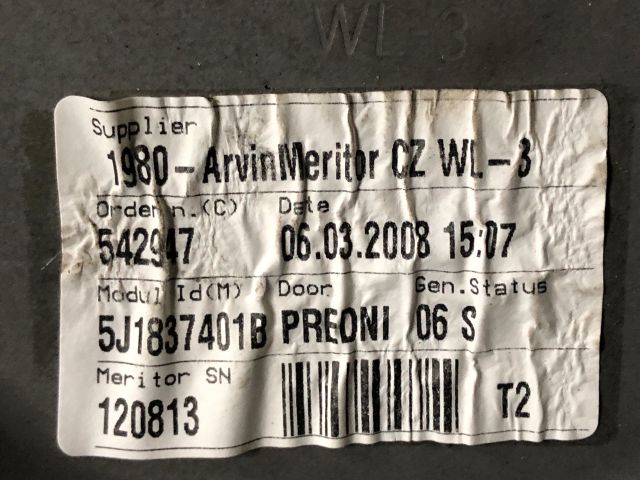 WL-3
Supplier
1980-ArvinMeritor CZ WL-3
Order n.(C) Date
542947 06.03.2008 15:07
Modul Id(M) Door Gen.Status
5J1837401B PREONI 06 S
Meritor SN
120813 T2